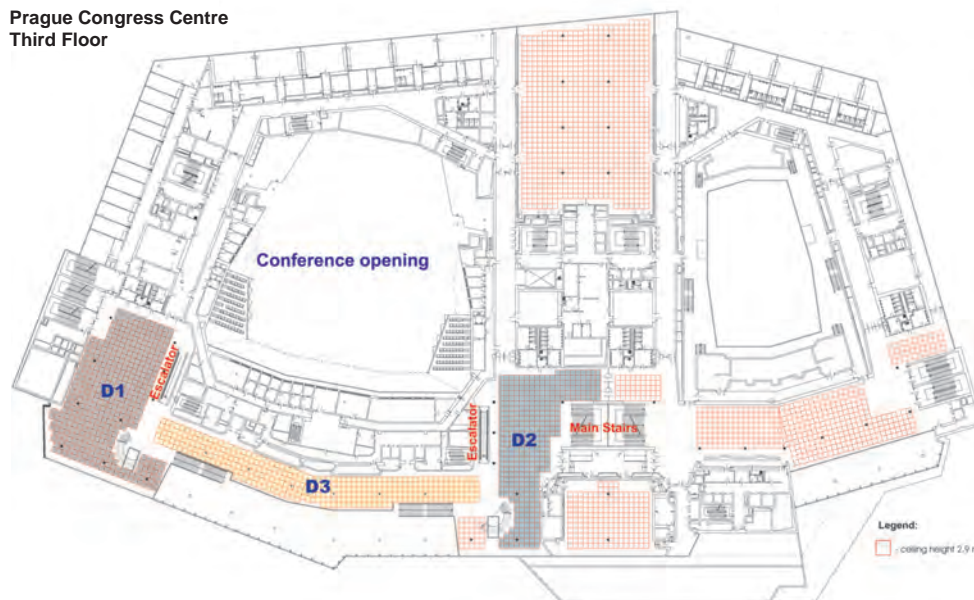 Prague Congress Centre
Third Floor
Conference opening
Escalator
D1
Escalator
D2
Main Stairs
D3
Legend:
- ceiling height 2,9